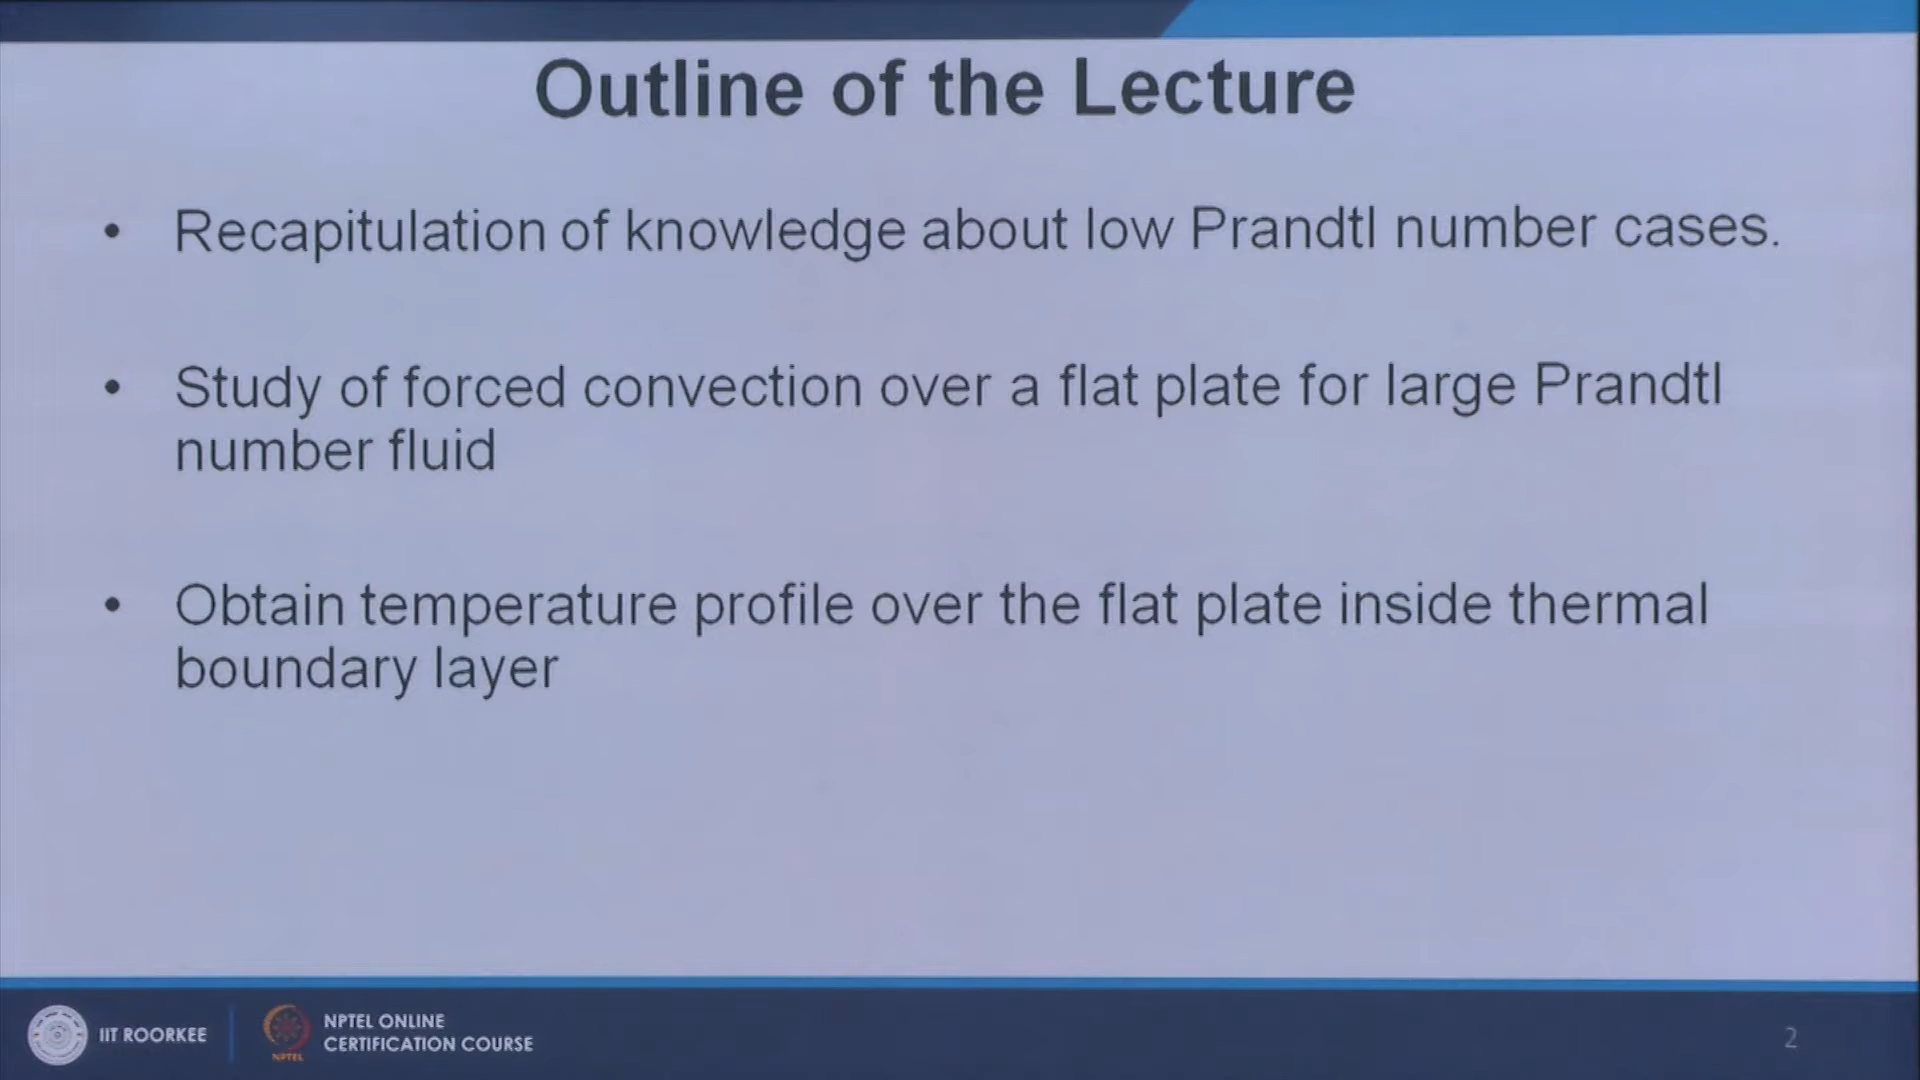 Outline of the Lecture
• Recapitulation of knowledge about low Prandtl number cases.
• Study of forced convection over a flat plate for large Prandtl
number fluid
• Obtain temperature profile over the flat plate inside thermal
boundary layer
IIT ROORKEE
NPTEL
NPTEL ONLINE
CERTIFICATION COURSE
2